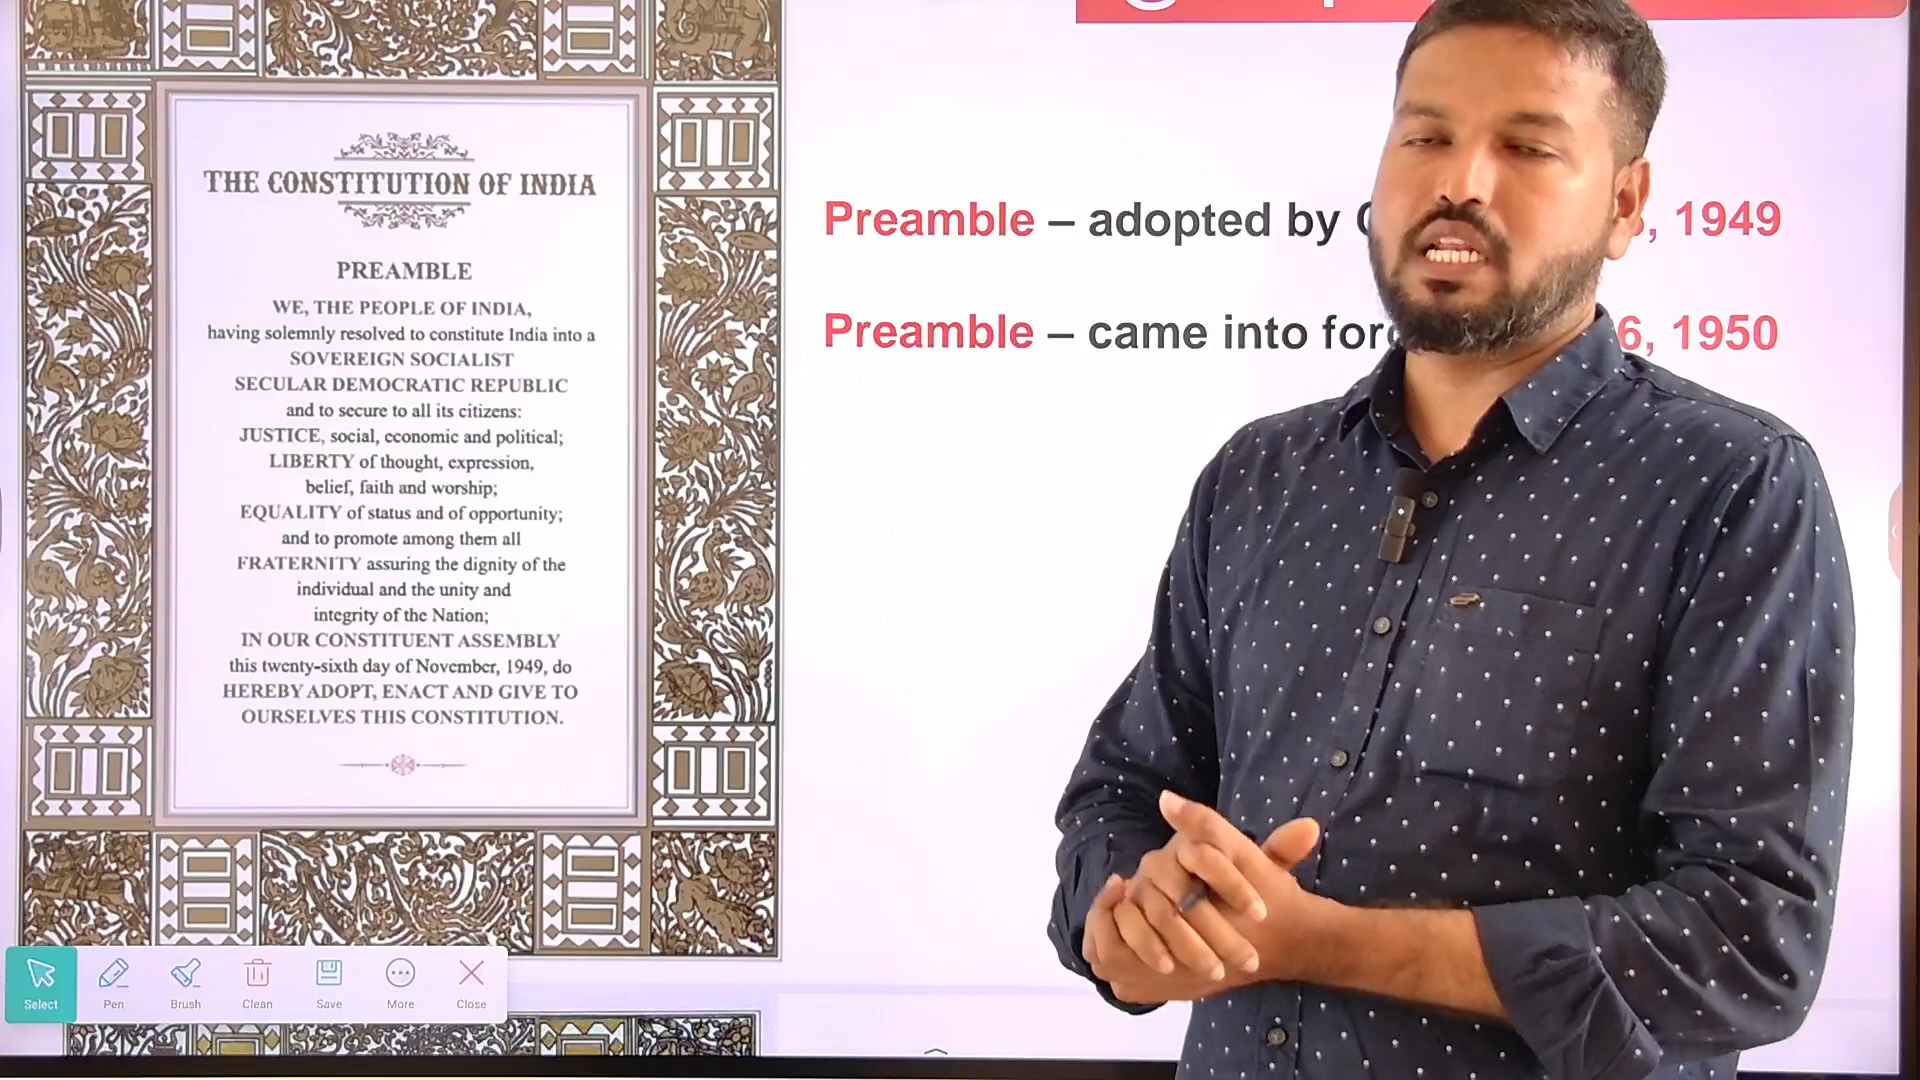 THE CONSTITUTION OF INDIA
PREAMBLE
WE, THE PEOPLE OF INDIA,
having solemnly resolved to constitute India into a
SOVEREIGN SOCIALIST
SECULAR DEMOCRATIC REPUBLIC
and to secure to all its citizens:
JUSTICE, social, economic and political;
LIBERTY of thought, expression,
belief, faith and worship;
EQUALITY of status and of opportunity;
and to promote among them all
FRATERNITY assuring the dignity of the
individual and the unity and
integrity of the Nation;
IN OUR CONSTITUENT ASSEMBLY
this twenty-sixth day of November, 1949, do
HEREBY ADOPT, ENACT AND GIVE TO
OURSELVES THIS CONSTITUTION.
Preamble – adopted by 1949
Preamble – came into 6, 1950
Select Pen Brush Clean Save More Close